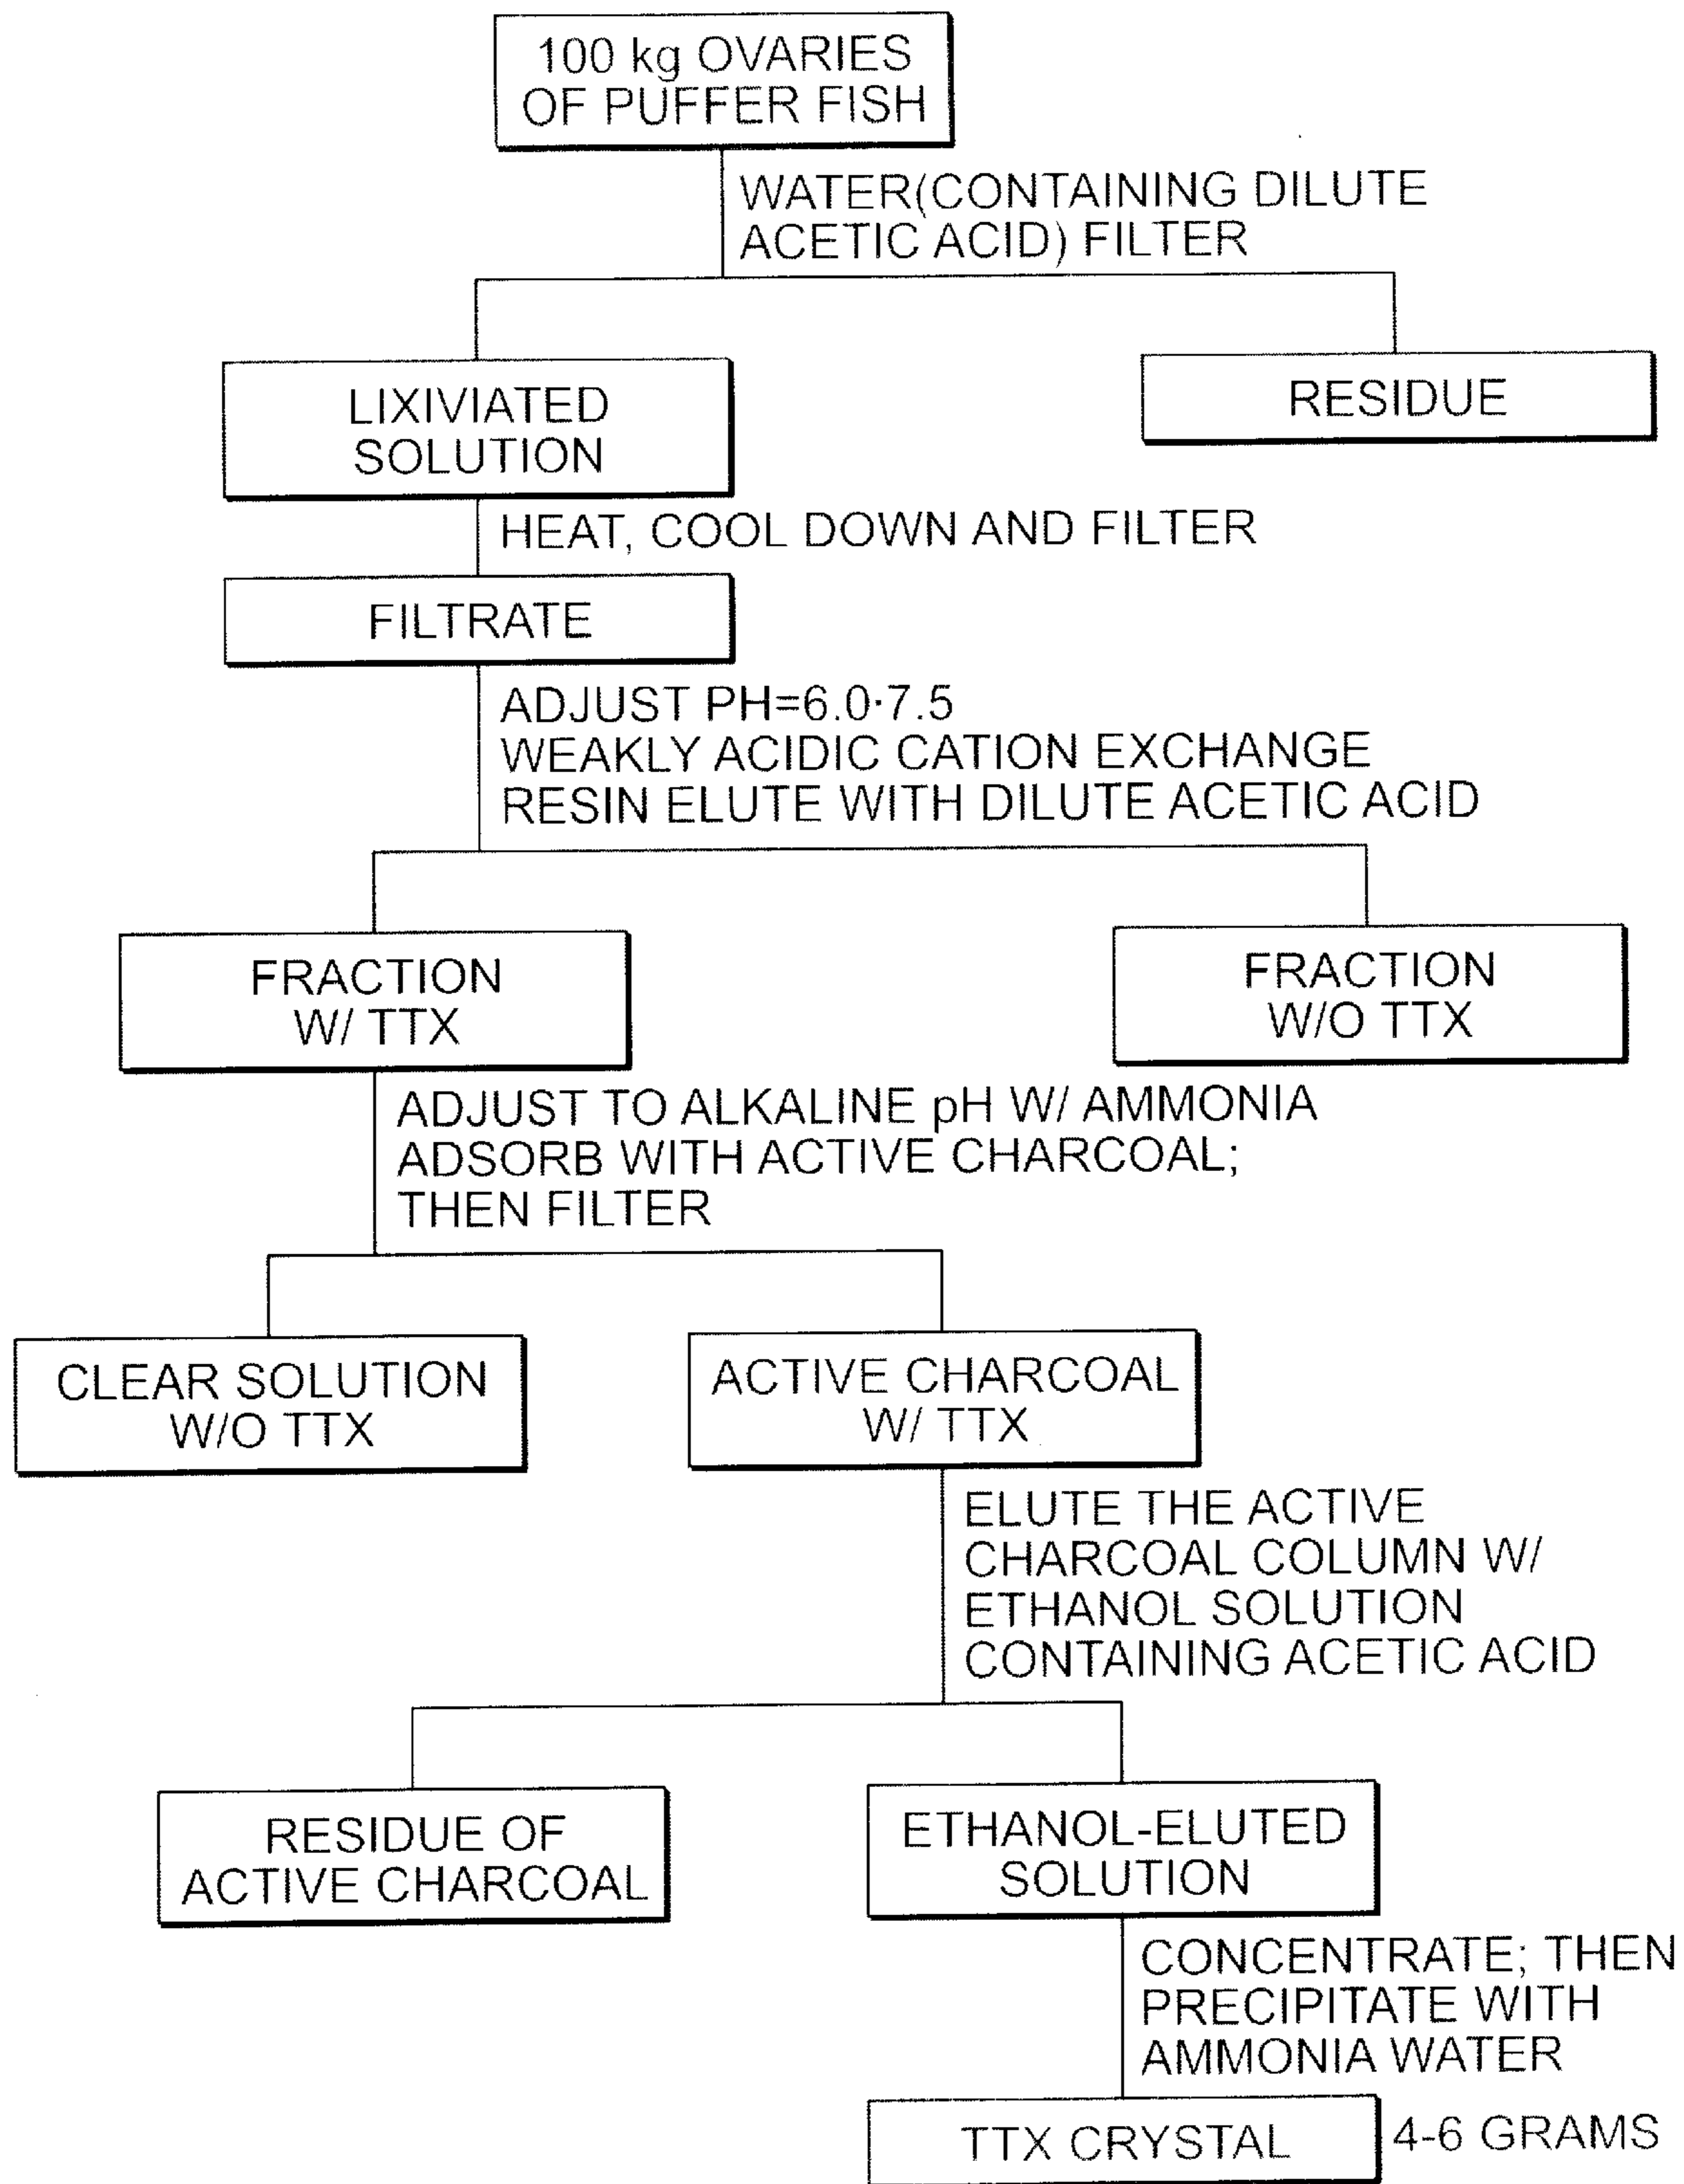 100 kg OVARIES
OF PUFFER FISH
WATER(CONTAINING DILUTE
ACETIC ACID) FILTER
LIXIVIATED
SOLUTION
RESIDUE
HEAT, COOL DOWN AND FILTER
FILTRATE
ADJUST PH=6.0·7.5
WEAKLY ACIDIC CATION EXCHANGE
RESIN ELUTE WITH DILUTE ACETIC ACID
FRACTION
W/ TTX
FRACTION
W/O TTX
ADJUST TO ALKALINE pH W/ AMMONIA
ADSORB WITH ACTIVE CHARCOAL;
THEN FILTER
CLEAR SOLUTION
W/O TTX
ACTIVE CHARCOAL
W/ TTX
ELUTE THE ACTIVE
CHARCOAL COLUMN W/
ETHANOL SOLUTION
CONTAINING ACETIC ACID
RESIDUE OF
ACTIVE CHARCOAL
ETHANOL-ELUTED
SOLUTION
CONCENTRATE; THEN
PRECIPITATE WITH
AMMONIA WATER
TTX CRYSTAL
4-6 GRAMS